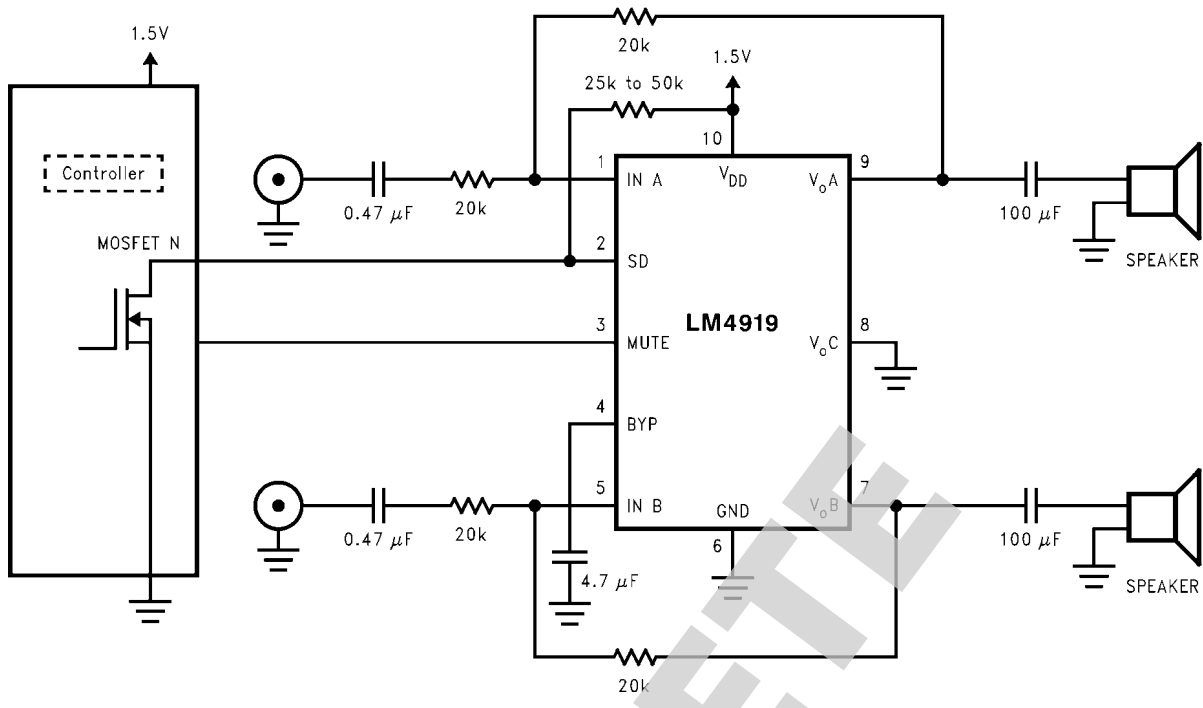 20k
1.5V
1.5V
25k to 50k
10
Controller
1
9
IN A
VDD
VoA
0.47 µF
20k
100 µF
MOSFET N
2
SD
SPEAKER
LM4919
3
8
MUTE
VoC
4
BYP
5
7
IN B
GND
VoB
0.47 µF
20k
6
100 µF
4.7 µF
SPEAKER
20k
ETE